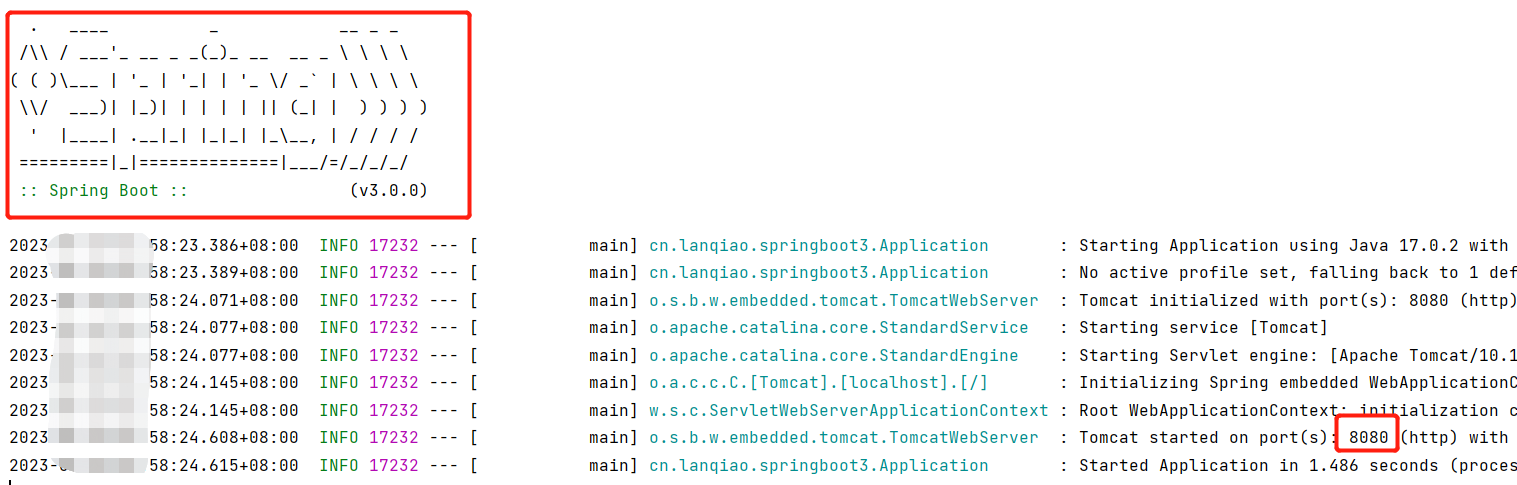 .   ____          _            __ _ _
 /\\ / ___'_ __ _ _(_)_ __  __ _ \ \ \ \
( ( )\___ | '_ | '_| | '_ \/ _` | \ \ \ \
 \\/  ___)| |_)| | | | | || (_| |  ) ) ) )
  '  |____| .__|_| |_|_| |_\__, | / / / /
 =========|_|==============|___/=/_/_/_/
 :: Spring Boot ::                (v3.0.0)
2023- 58:23.386+08:00  INFO 17232 --- [           main] cn.lanqiao.springboot3.Application       : Starting Application using Java 17.0.2 with
2023- 58:23.389+08:00  INFO 17232 --- [           main] cn.lanqiao.springboot3.Application       : No active profile set, falling back to 1 def
2023- 58:24.071+08:00  INFO 17232 --- [           main] o.s.b.w.embedded.tomcat.TomcatWebServer  : Tomcat initialized with port(s): 8080 (http)
2023- 58:24.077+08:00  INFO 17232 --- [           main] o.apache.catalina.core.StandardService   : Starting service [Tomcat]
2023- 58:24.077+08:00  INFO 17232 --- [           main] o.apache.catalina.core.StandardEngine    : Starting Servlet engine: [Apache Tomcat/10.1
2023- 58:24.145+08:00  INFO 17232 --- [           main] o.a.c.c.C.[Tomcat].[localhost].[/]       : Initializing Spring embedded WebApplicationC
2023- 58:24.145+08:00  INFO 17232 --- [           main] w.s.c.ServletWebServerApplicationContext : Root WebApplicationContext: initialization c
2023- 58:24.608+08:00  INFO 17232 --- [           main] o.s.b.w.embedded.tomcat.TomcatWebServer  : Tomcat started on port(s): 8080 (http) with
2023- 58:24.615+08:00  INFO 17232 --- [           main] cn.lanqiao.springboot3.Application       : Started Application in 1.486 seconds (proces